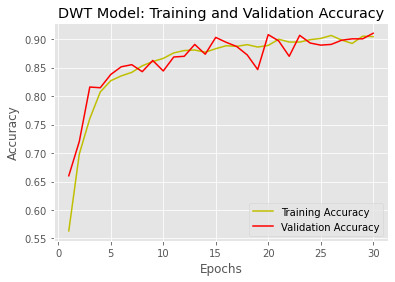 DWT Model: Training and Validation Accuracy
0.90
0.85
0.80
0.75
0.70
0.65
0.60
0.55
Accuracy
0 5 10 15 20 25 30
Epochs
Training Accuracy
Validation Accuracy